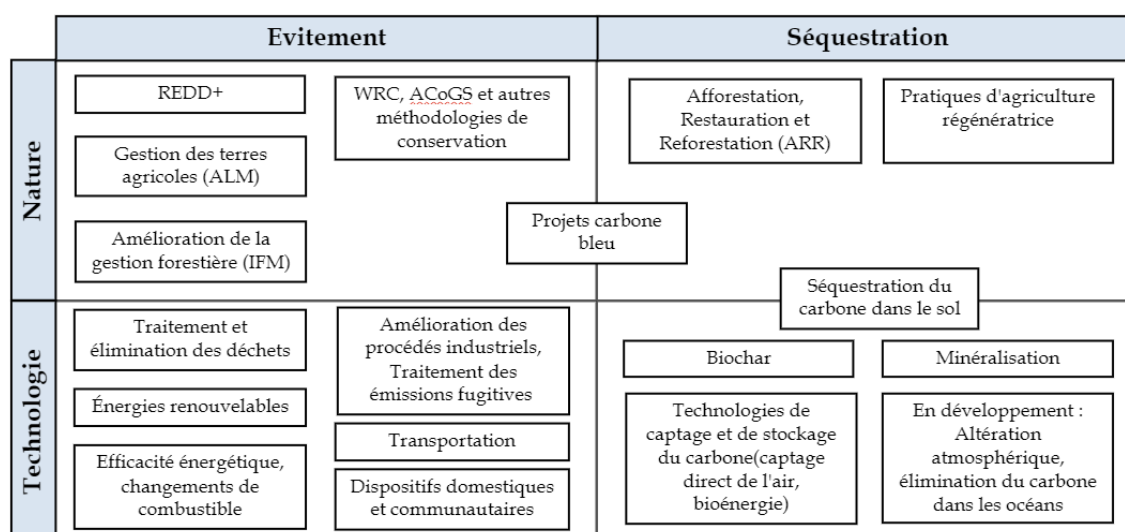 Evitement
Séquestration
Nature
REDD+
WRC, ACoGS et autres
méthodologies de
conservation
Gestion des terres
agricoles (ALM)
Amélioration de la
gestion forestière (IFM)
Afforestation,
Restauration et
Reforestation (ARR)
Pratiques d'agriculture
régénératrice
Projets carbone
bleu
Séquestration du
carbone dans le sol
Technologie
Traitement et
élimination des déchets
Énergies renouvelables
Efficacité énergétique,
changements de
combustible
Amélioration des
procédés industriels,
Traitement des
émissions fugitives
Transportation
Dispositifs domestiques
et communautaires
Biochar
Minéralisation
Technologies de
captage et de stockage
du carbone(captage
direct de l'air,
bioénergie)
En développement :
Altération
atmosphérique,
élimination du carbone
dans les océans